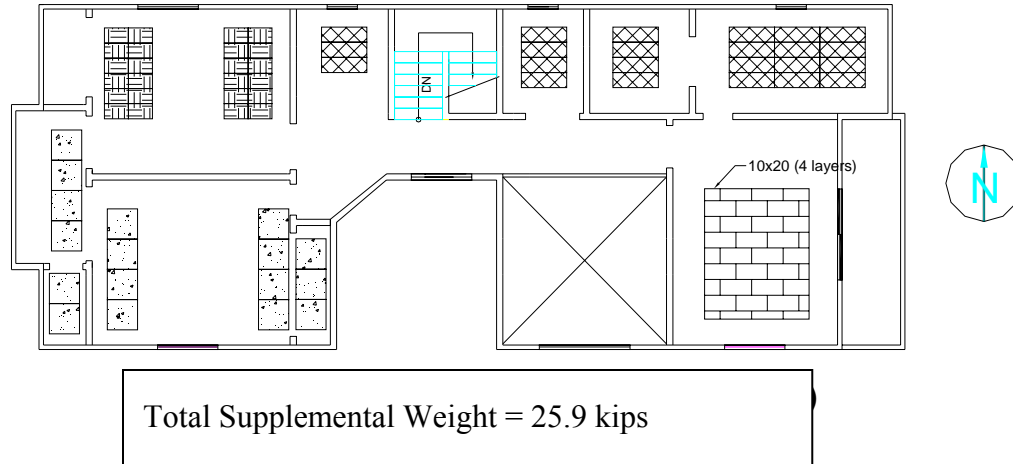 DN
10x20 (4 layers)
N
Total Supplemental Weight = 25.9 kips